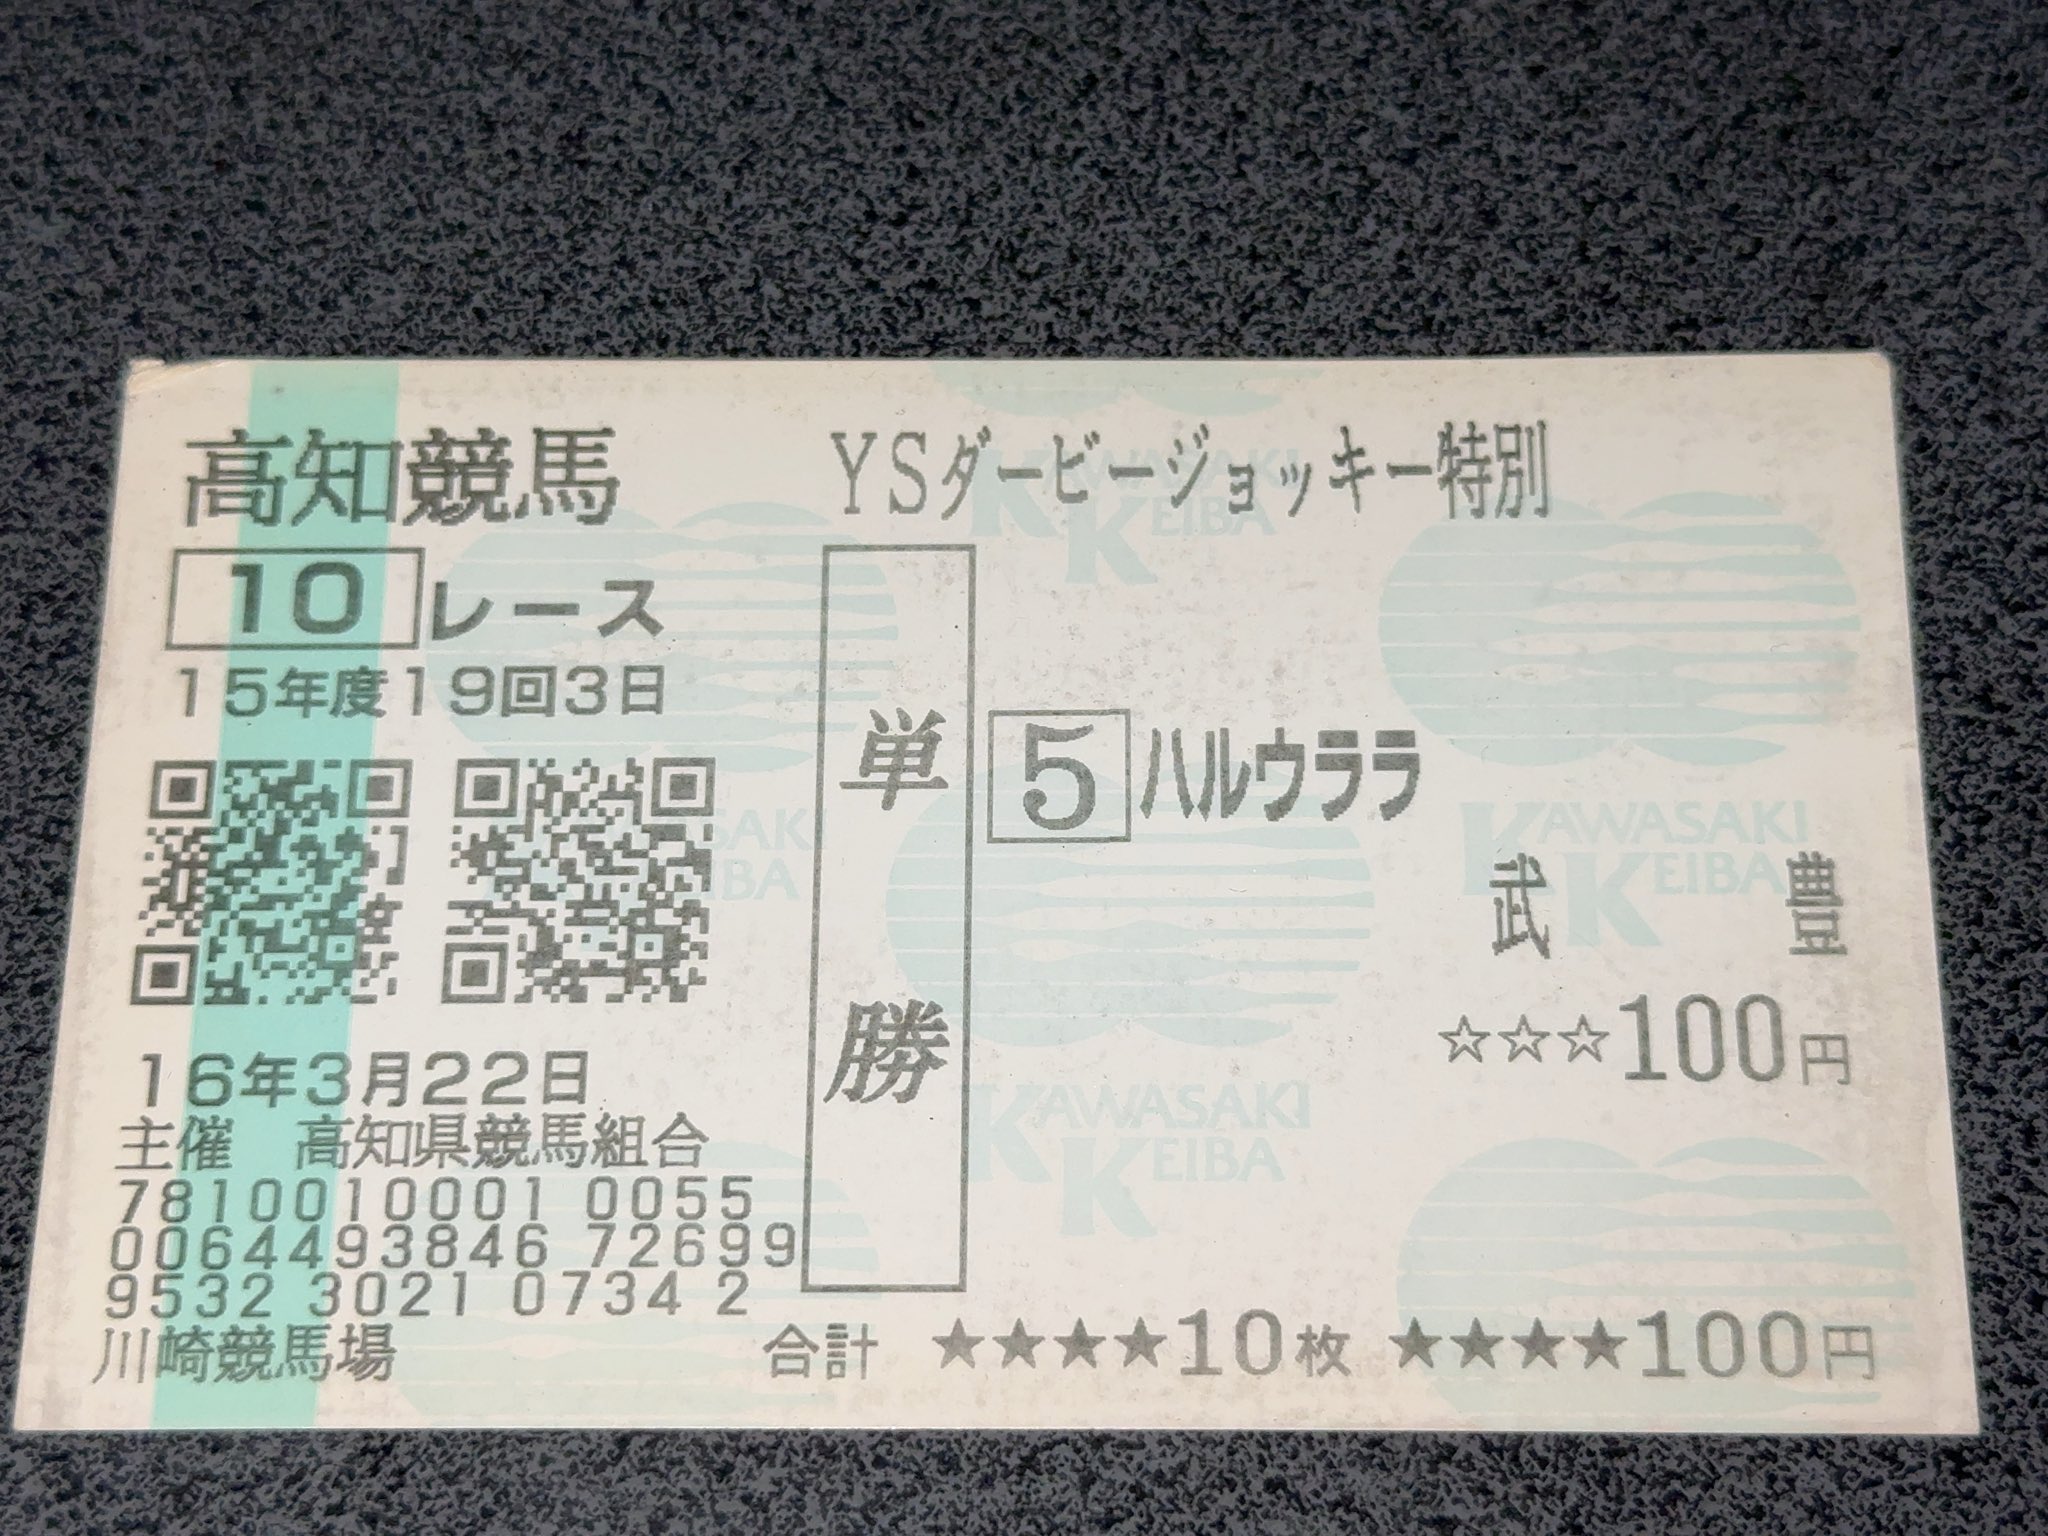 高知競馬 YSダービージョッキー特別
10レース
15年度19回3日
単勝 5 ハルウララ
武 豊
☆☆☆100円
16年3月22日
主催 高知県競馬組合
7810010001 0055
0064493846 72699
9532 3021 0734 2
川崎競馬場 合計 ★★★★10枚 ★★★★100円
KAWASAKI KEIBA
KAWASAKI KEIBA
KAWASAKI KEIBA